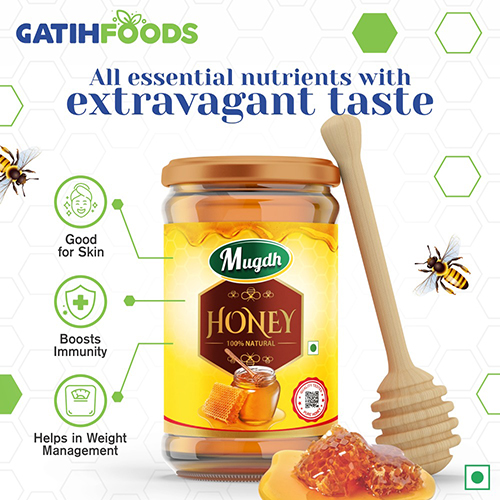 GATIHFOODS
All essential nutrients with
extravagant taste
Good
for Skin
Boosts
Immunity
Helps in Weight
Management
Mugdh
HONEY
100% NATURAL